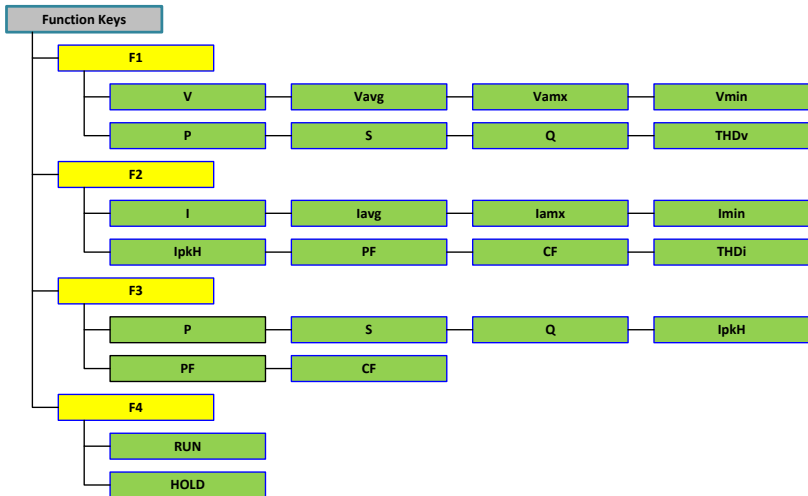 Function Keys
F1
V Vavg Vamx Vmin
P S Q THDv
F2
I Iavg Iamx Imin
IpkH PF CF THDi
F3
P S Q IpkH
PF CF
F4
RUN
HOLD